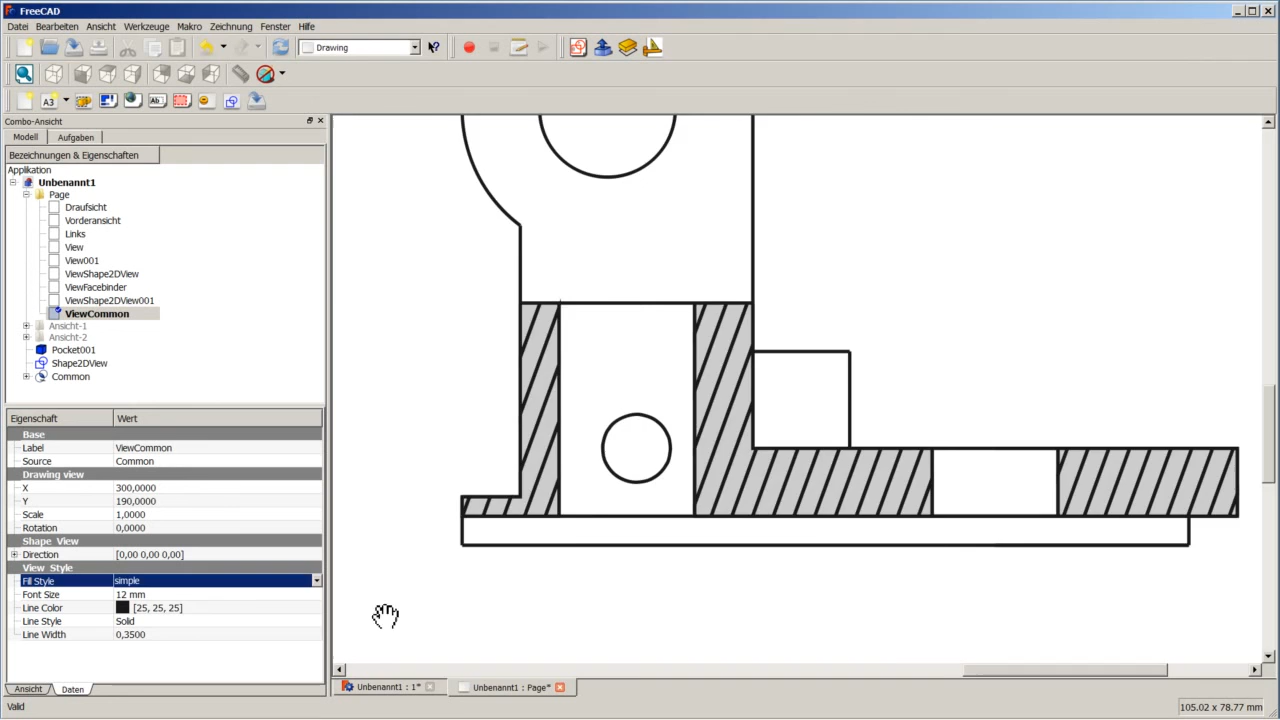 FreeCAD
Datei Bearbeiten Ansicht Werkzeuge Makro Zeichnung Fenster Hilfe
Drawing
A3
Ab
Combo-Ansicht
Modell Aufgaben
Bezeichnungen & Eigenschaften
Applikation
Unbenannt1
Page
Draufsicht
Vorderansicht
Links
View
View001
ViewShape2DView
ViewFacebinder
ViewShape2DView001
ViewCommon
Ansicht-1
Ansicht-2
Pocket001
Shape2DView
Common
Eigenschaft Wert
Base
Label ViewCommon
Source Common
Drawing view
X 300,0000
Y 190,0000
Scale 1,0000
Rotation 0,0000
Shape View
Direction [0,00 0,00 0,00]
View Style
Fill Style simple
Font Size 12 mm
Line Color [25, 25, 25]
Line Style Solid
Line Width 0,3500
Ansicht Daten
Unbenannt1 : 1* Unbenannt1 : Page*
Valid 105.02 x 78.77 mm